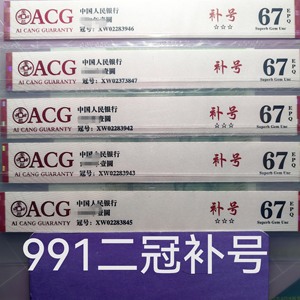 ACG
AI CANG GUARANTY
中国人民银行
壹圆
冠号: XW02283946
补号
☆☆☆
67 EPQ
Superb Gem Unc
ACG
AI CANG GUARANTY
中国人民银行
壹圆
冠号: XW02373847
补号
☆☆☆
67 EPQ
Superb Gem Unc
ACG
AI CANG GUARANTY
中国人民银行
壹圆
冠号: XW02283942
补号
☆☆☆
67 EPQ
Superb Gem Unc
ACG
AI CANG GUARANTY
中国人民银行
壹圆
冠号: XW02283943
补号
☆☆☆
67 EPQ
Superb Gem Unc
ACG
AI CANG GUARANTY
中国人民银行
壹圆
冠号: XW02283845
补号
☆☆☆
67 EPQ
Superb Gem Unc
991二冠补号